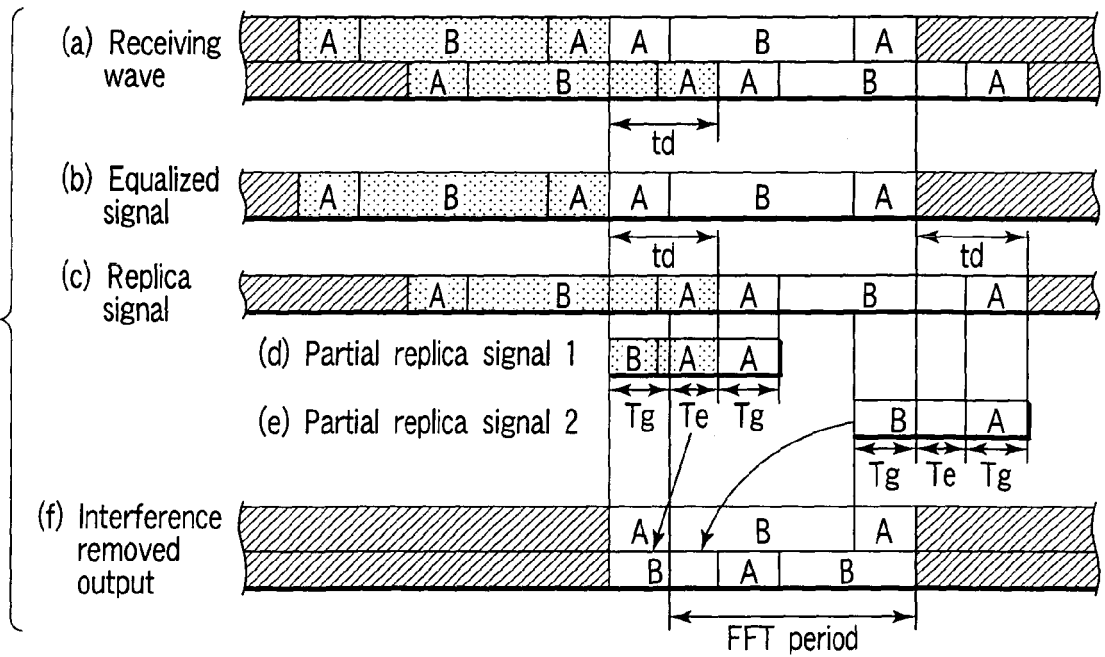 (a) Receiving
wave
A B A A B A
A B A A B A
td
(b) Equalized
signal
A B A A B A
td td
(c) Replica
signal
A B A A B A
(d) Partial replica signal 1
B A A
Tg Te Tg
(e) Partial replica signal 2
B A
Tg Te Tg
(f) Interference
removed
output
A B A
B A B
FFT period